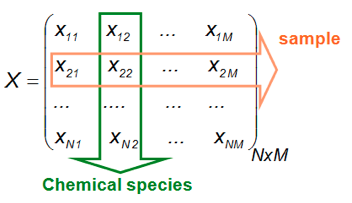 x11 x12 ... x1M
sample
X = x21 x22 ... x2M
... .... ... ...
xN1 xN2 ... xNM
NxM
Chemical species